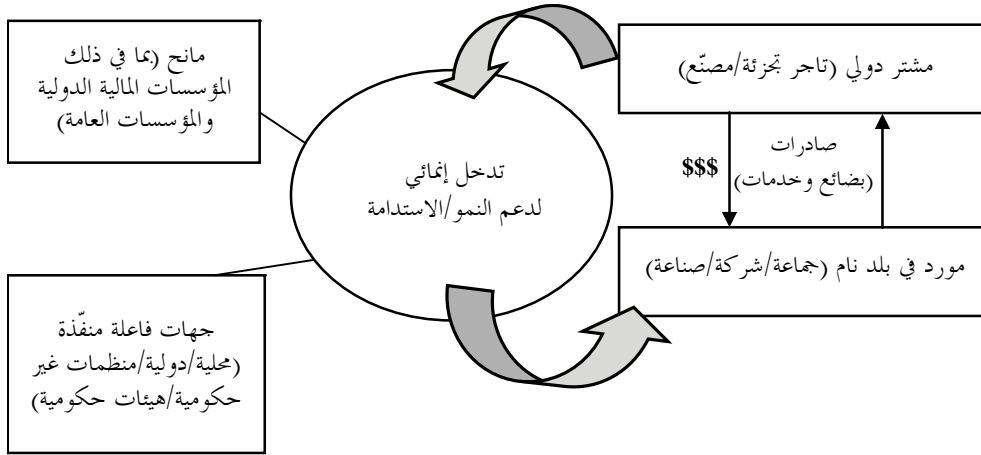 مانح (بما في ذلك
المؤسسات المالية الدولية
والمؤسسات العامة)
مشتر دولي (تاجر تجزئة/مصنّع)
صادرات
(بضائع وخدمات)
$$$
تدخل إنمائي
لدعم النمو/الاستدامة
مورد في بلد نام (جماعة/شركة/صناعة)
جهات فاعلة منفّذة
(محلية/دولية/منظمات غير
حكومية/هيئات حكومية)